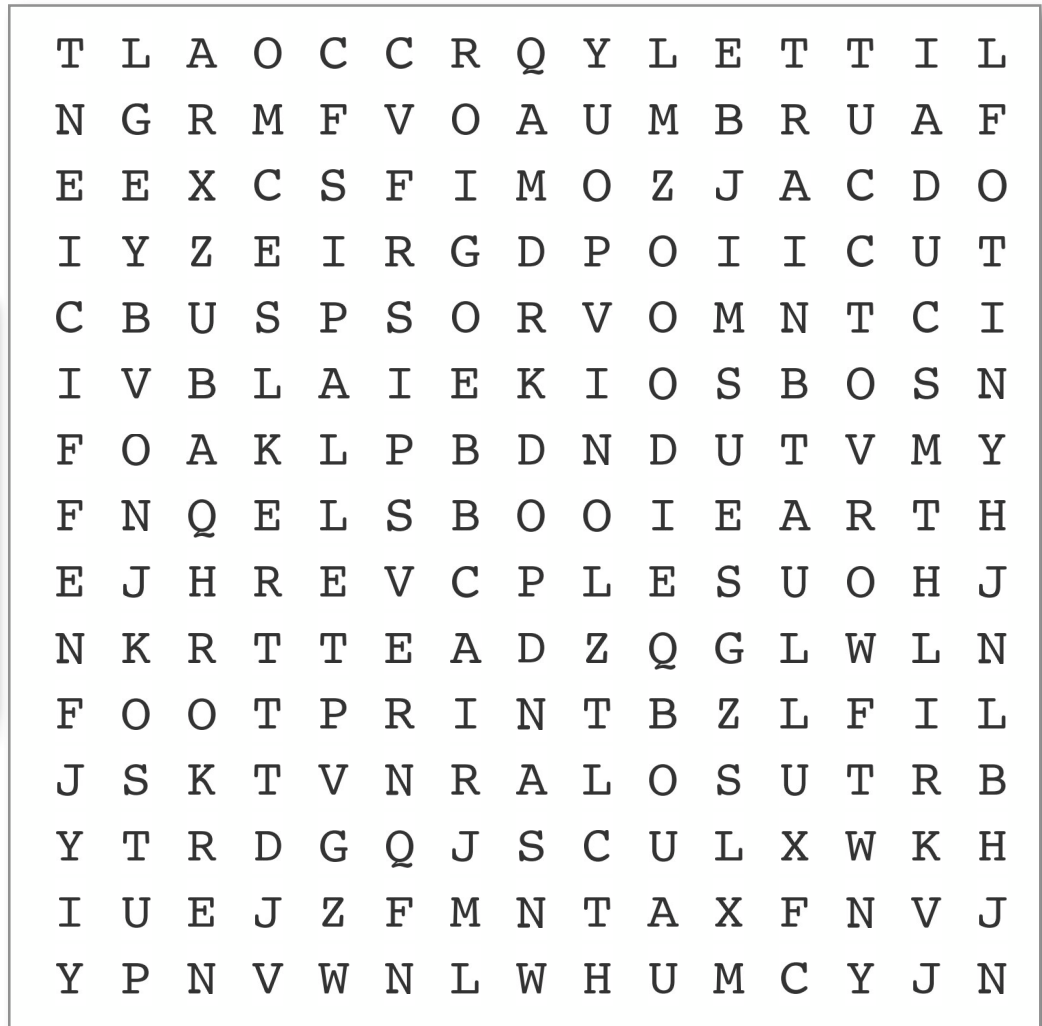 T L A O C C R Q Y L E T T I L
N G R M F V O A U M B R U A F
E E X C S F I M O Z J A C D O
I Y Z E I R G D P O I I C U T
C B U S P S O R V O M N T C I
I V B L A I E K I O S B O S N
F O A K L P B D N D U T V M Y
F N Q E L S B O O I E A R T H
E J H R E V C P L E S U O H J
N K R T T E A D Z Q G L W L N
F O O T P R I N T B Z L F I L
J S K T V N R A L O S U T R B
Y T R D G Q J S C U L X W K H
I U E J Z F M N T A X F N V J
Y P N V W N L W H U M C Y J N